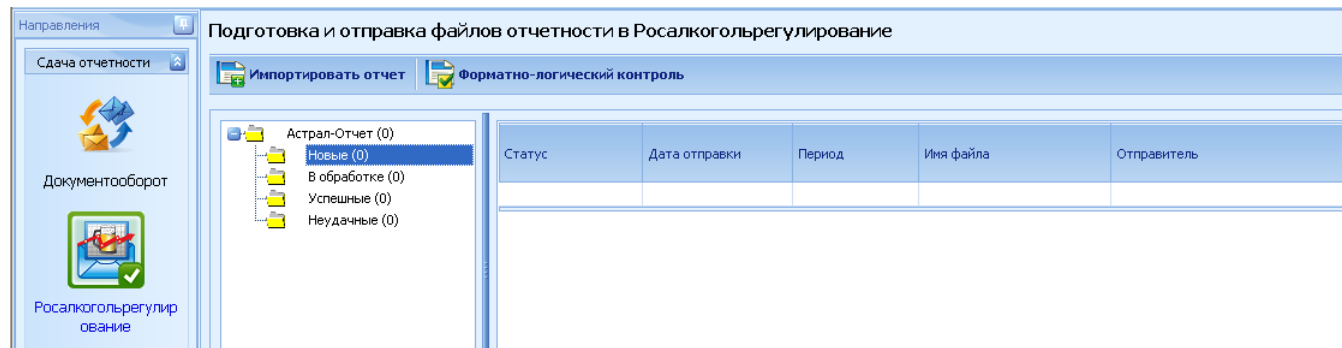 Направления
Подготовка и отправка файлов отчетности в Росалкогольрегулирование
Сдача отчетности
Импортировать отчет
Форматно-логический контроль
Документооборот
Росалкогольрегулир
ование
Астрал-Отчет (0)
Новые (0)
В обработке (0)
Успешные (0)
Неудачные (0)
Статус
Дата отправки
Период
Имя файла
Отправитель